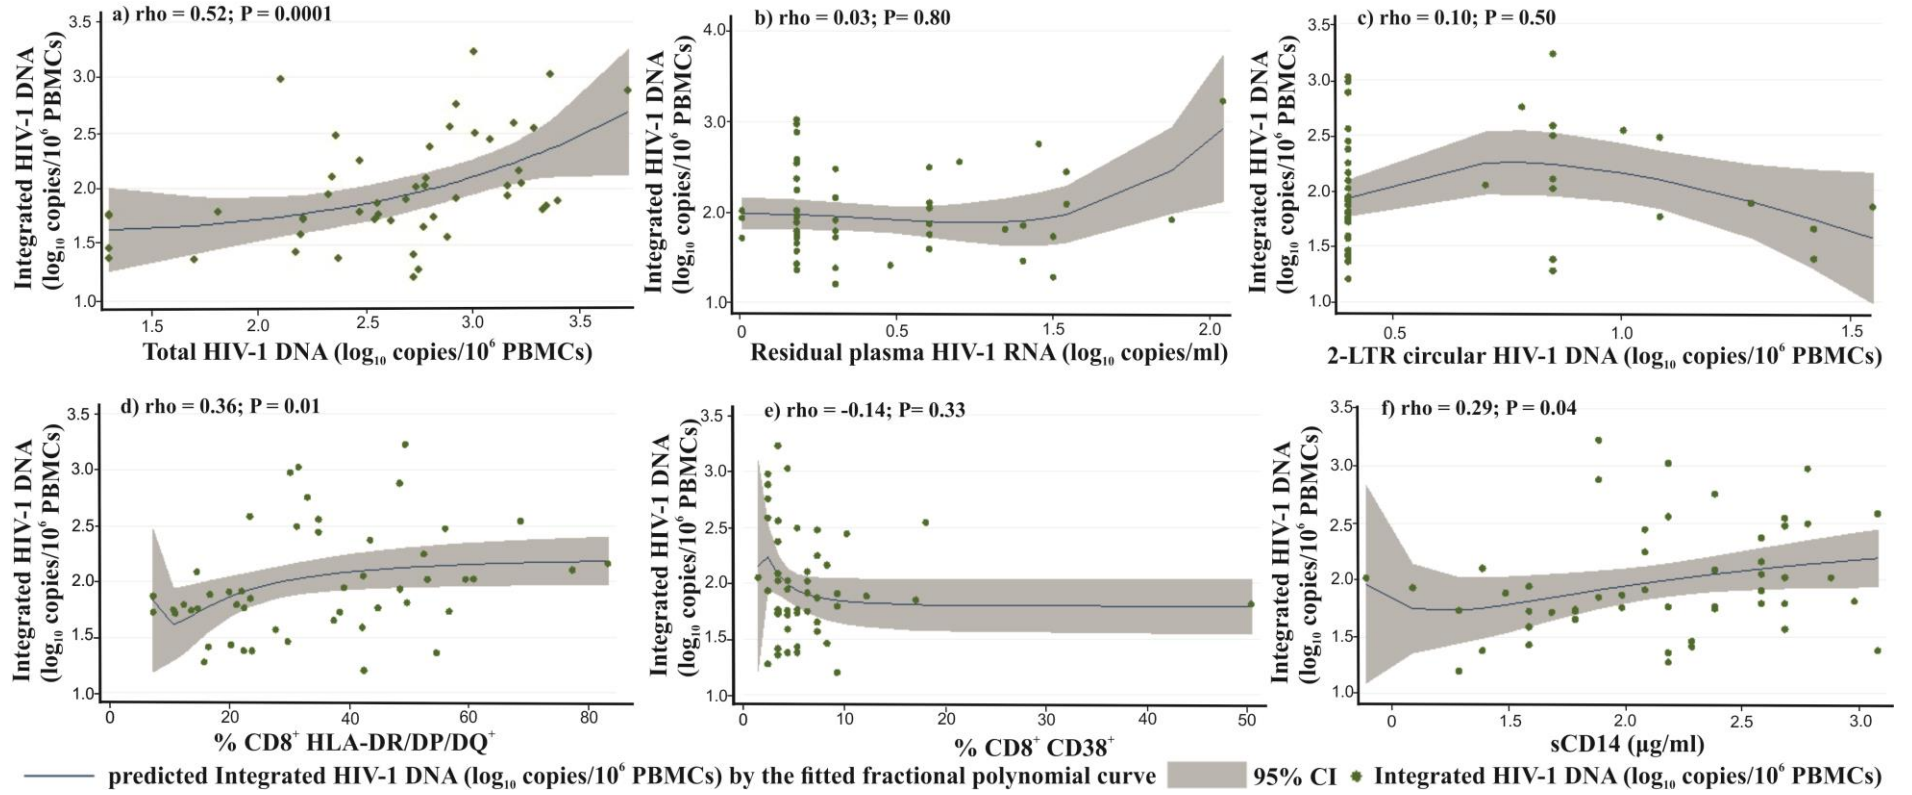 a) rho = 0.52; P = 0.0001
Integrated HIV-1 DNA
(log10 copies/10^6 PBMCs)
3.5
3.0
2.5
2.0
1.5
1.0
1.5 2.0 2.5 3.0 3.5
Total HIV-1 DNA (log10 copies/10^6 PBMCs)
b) rho = 0.03; P= 0.80
Integrated HIV-1 DNA
(log10 copies/10^6 PBMCs)
4.0
3.0
2.0
1.0
0 0.5 1.5 2.0
Residual plasma HIV-1 RNA (log10 copies/ml)
c) rho = 0.10; P = 0.50
Integrated HIV-1 DNA
(log10 copies/10^6 PBMCs)
3.5
3.0
2.5
2.0
1.5
1.0
0.5 1.0 1.5
2-LTR circular HIV-1 DNA (log10 copies/10^6 PBMCs)
d) rho = 0.36; P = 0.01
Integrated HIV-1 DNA
(log10 copies/10^6 PBMCs)
3.5
3.0
2.5
2.0
1.5
1.0
0 20 40 60 80
% CD8+ HLA-DR/DP/DQ+
e) rho = -0.14; P= 0.33
Integrated HIV-1 DNA
(log10 copies/10^6 PBMCs)
3.5
3.0
2.5
2.0
1.5
1.0
0 10 20 30 40 50
% CD8+ CD38+
f) rho = 0.29; P = 0.04
Integrated HIV-1 DNA
(log10 copies/10^6 PBMCs)
3.5
3.0
2.5
2.0
1.5
1.0
0 1.5 2.0 2.5 3.0
sCD14 (µg/ml)
predicted Integrated HIV-1 DNA (log10 copies/10^6 PBMCs) by the fitted fractional polynomial curve 95% CI Integrated HIV-1 DNA (log10 copies/10^6 PBMCs)